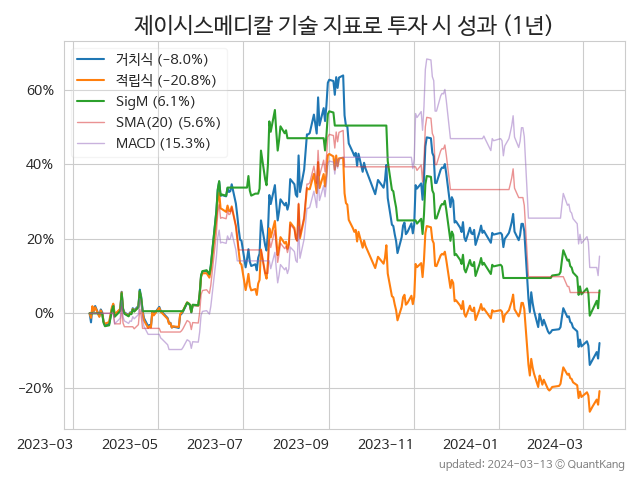 제이시스메디칼 기술 지표로 투자 시 성과 (1년)
거치식 (−8.0%)
적립식 (−20.8%)
SigM (6.1%)
SMA(20) (5.6%)
MACD (15.3%)
60%
40%
20%
0%
−20%
2023−03 2023−05 2023−07 2023−09 2023−11 2024−01 2024−03
updated: 2024−03−13 ⓒ QuantKang